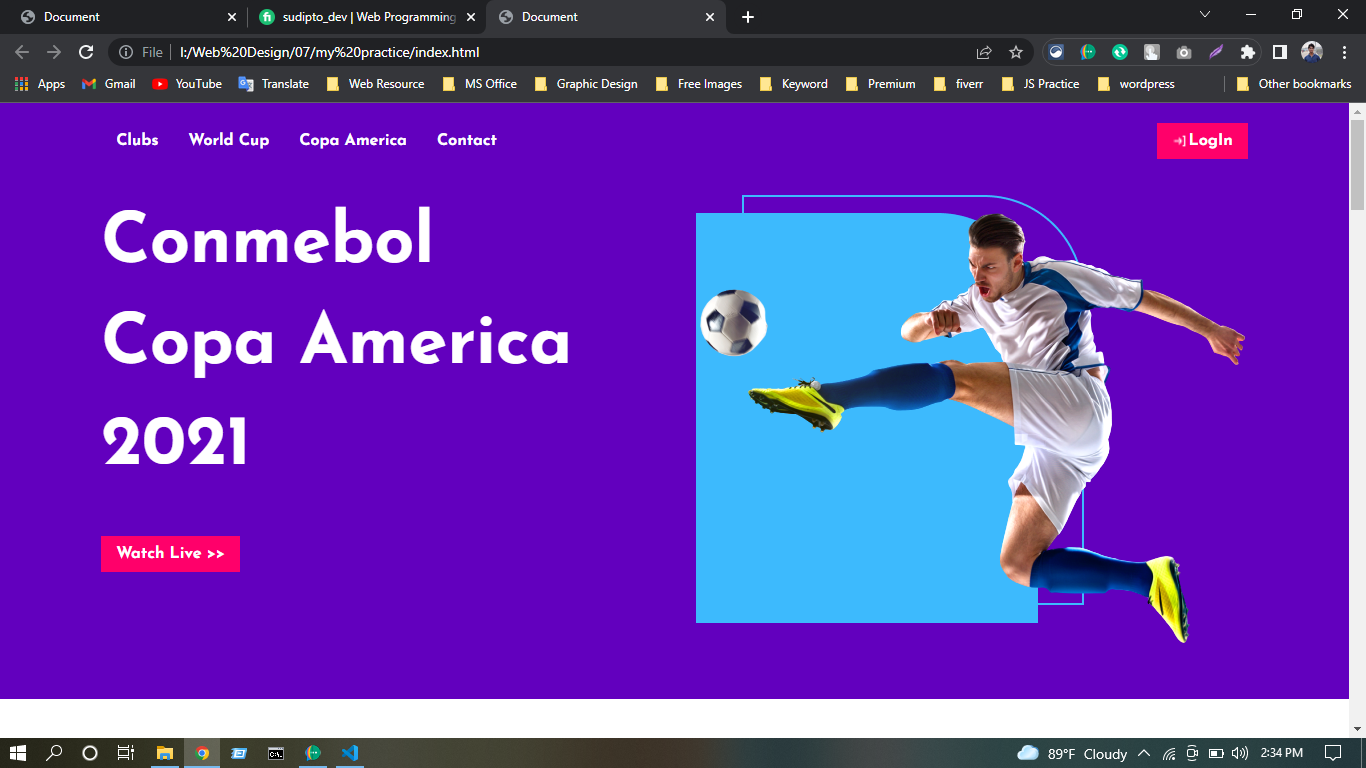 Document
sudipto_dev | Web Programming
Document
File
I:/Web%20Design/07/my%20practice/index.html
Apps
Gmail
YouTube
Translate
Web Resource
MS Office
Graphic Design
Free Images
Keyword
Premium
fiverr
JS Practice
wordpress
Other bookmarks
Clubs
World Cup
Copa America
Contact
LogIn
Conmebol
Copa America
2021
Watch Live >>
89°F Cloudy
2:34 PM